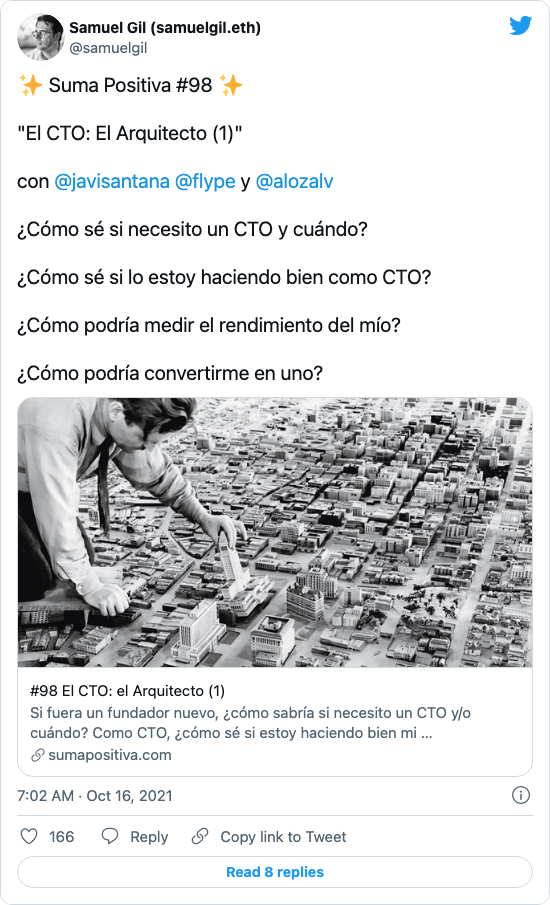 Samuel Gil (samuelgil.eth)
@samuelgil
✨ Suma Positiva #98 ✨
"El CTO: El Arquitecto (1)"
con @javisantana @flype y @alozalv
¿Cómo sé si necesito un CTO y cuándo?
¿Cómo sé si lo estoy haciendo bien como CTO?
¿Cómo podría medir el rendimiento del mío?
¿Cómo podría convertirme en uno?
#98 El CTO: el Arquitecto (1)
Si fuera un fundador nuevo, ¿cómo sabría si necesito un CTO y/o
cuándo? Como CTO, ¿cómo sé si estoy haciendo bien mi ...
sumapositiva.com
7:02 AM · Oct 16, 2021
166 Reply Copy link to Tweet
Read 8 replies